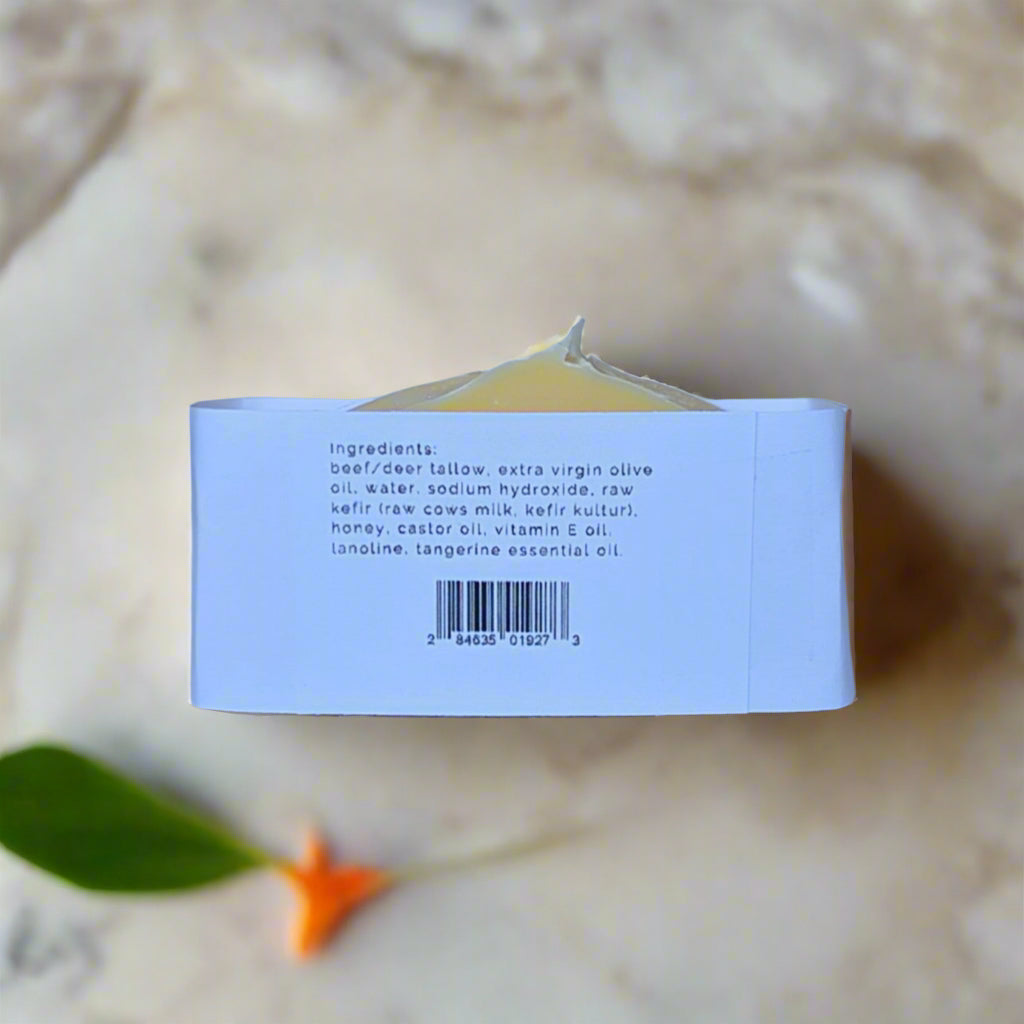 Ingredients:
beef/deer tallow, extra virgin olive
oil, water, sodium hydroxide, raw
kefir (raw cows milk, kefir kultur),
honey, castor oil, vitamin E oil,
lanoline, tangerine essential oil.
2 84635 01927 3